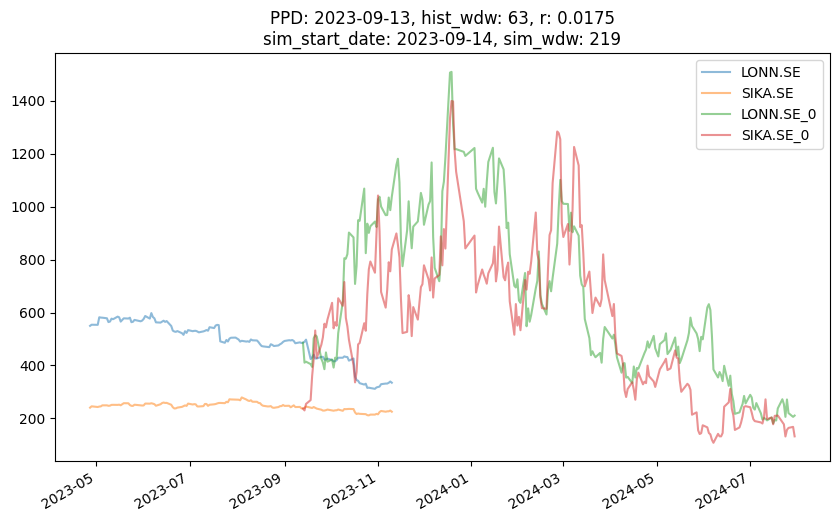 PPD: 2023-09-13, hist_wdw: 63, r: 0.0175
sim_start_date: 2023-09-14, sim_wdw: 219
LONN.SE
SIKA.SE
LONN.SE_0
SIKA.SE_0
1400
1200
1000
800
600
400
200
2023-05
2023-07
2023-09
2023-11
2024-01
2024-03
2024-05
2024-07